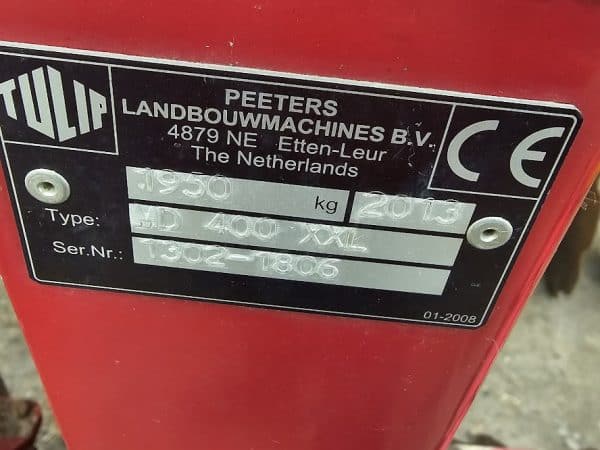 TULIP
PEETERS
LANDBOUWMACHINES B.V.
4879 NE Etten-Leur
The Netherlands
CE
1950 kg 2013
Type: MD 400 XXL
Ser.Nr.: 1302-1806
01-2008